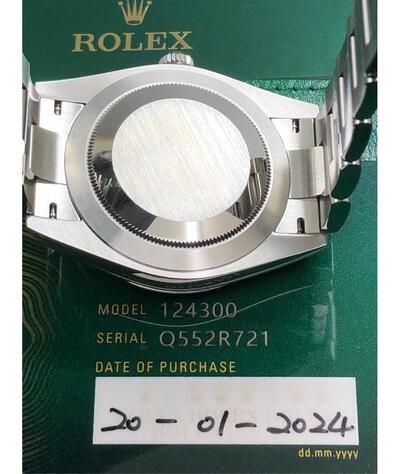 ROLEX
MODEL 124300
SERIAL Q552R721
DATE OF PURCHASE
20-01-2024
dd.mm.yyyy